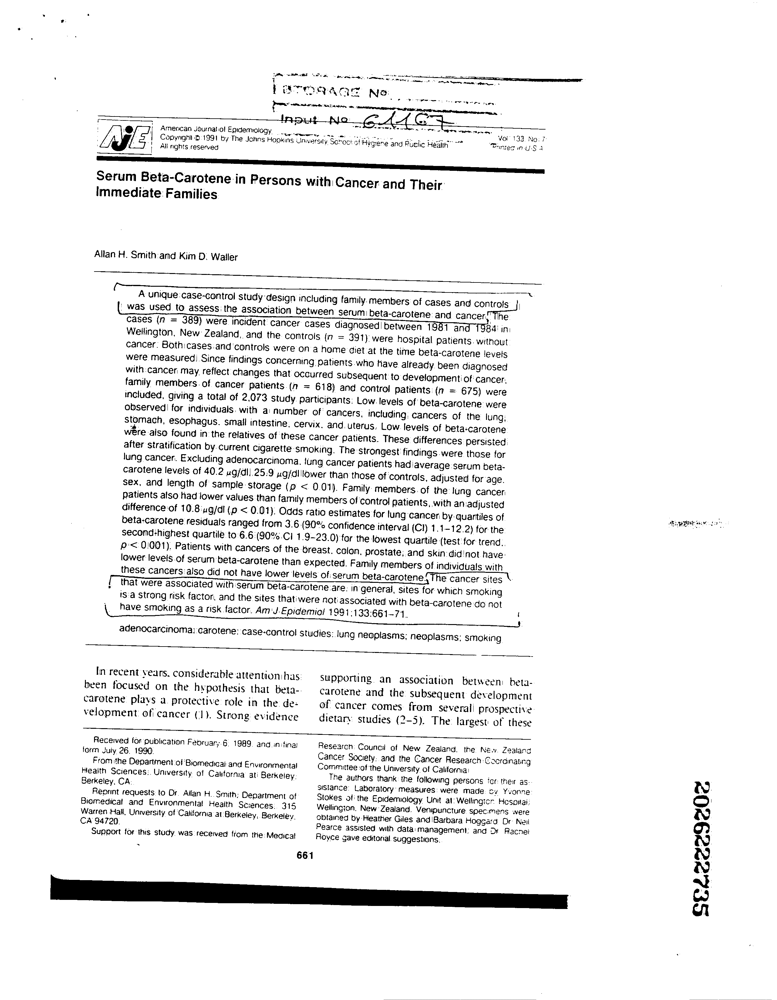 STORAGE No
Input No 61167
AJE
American Journal of Epidemiology
Copyright © 1991 by The Johns Hopkins University School of Hygiene and Public Health
All rights reserved
Vol 133 No. 7
Printed in U.S.A
Serum Beta-Carotene in Persons with Cancer and Their
Immediate Families
Allan H. Smith and Kim D. Waller
A unique case-control study design including family members of cases and controls
was used to assess the association between serum beta-carotene and cancer. The
cases (n = 389) were incident cancer cases diagnosed between 1981 and 1984 in
Wellington, New Zealand, and the controls (n = 391) were hospital patients without
cancer. Both cases and controls were on a home diet at the time beta-carotene levels
were measured. Since findings concerning patients who have already been diagnosed
with cancer may reflect changes that occurred subsequent to development of cancer,
family members of cancer patients (n = 618) and control patients (n = 675) were
included, giving a total of 2,073 study participants. Low levels of beta-carotene were
observed for individuals with a number of cancers, including cancers of the lung,
stomach, esophagus, small intestine, cervix, and uterus. Low levels of beta-carotene
were also found in the relatives of these cancer patients. These differences persisted
after stratification by current cigarette smoking. The strongest findings were those for
lung cancer. Excluding adenocarcinoma, lung cancer patients had average serum beta-
carotene levels of 40.2 µg/dl, 25.9 µg/dl lower than those of controls, adjusted for age,
sex, and length of sample storage (p < 0.01). Family members of the lung cancer
patients also had lower values than family members of control patients, with an adjusted
difference of 10.8 µg/dl (p < 0.01). Odds ratio estimates for lung cancer by quartiles of
beta-carotene residuals ranged from 3.6 (90% confidence interval (CI) 1.1–12.2) for the
second-highest quartile to 6.6 (90% CI 1.9–23.0) for the lowest quartile (test for trend,
p < 0.001). Patients with cancers of the breast, colon, prostate, and skin did not have
lower levels of serum beta-carotene than expected. Family members of individuals with
these cancers also did not have lower levels of serum beta-carotene. The cancer sites
that were associated with serum beta-carotene are, in general, sites for which smoking
is a strong risk factor, and the sites that were not associated with beta-carotene do not
have smoking as a risk factor. Am J Epidemiol 1991;133:661–71.
adenocarcinoma; carotene; case-control studies; lung neoplasms; neoplasms; smoking
In recent years, considerable attention has
been focused on the hypothesis that beta-
carotene plays a protective role in the de-
velopment of cancer (1). Strong evidence
supporting an association between beta-
carotene and the subsequent development
of cancer comes from several prospective
dietary studies (2–5). The largest of these
Received for publication February 6, 1989, and in final
form July 26, 1990.
From the Department of Biomedical and Environmental
Health Sciences, University of California at Berkeley,
Berkeley, CA.
Reprint requests to Dr. Allan H. Smith, Department of
Biomedical and Environmental Health Sciences, 315
Warren Hall, University of California at Berkeley, Berkeley,
CA 94720.
Support for this study was received from the Medical
Research Council of New Zealand, the New Zealand
Cancer Society, and the Cancer Research Coordinating
Committee of the University of California.
The authors thank the following persons for their as-
sistance: Laboratory measures were made by Yvonne
Stokes of the Epidemiology Unit at Wellington Hospital,
Wellington, New Zealand. Venipuncture specimens were
obtained by Heather Giles and Barbara Hoggard. Dr. Neil
Pearce assisted with data management, and Dr. Rachel
Royce gave editorial suggestions.
661
2026222735